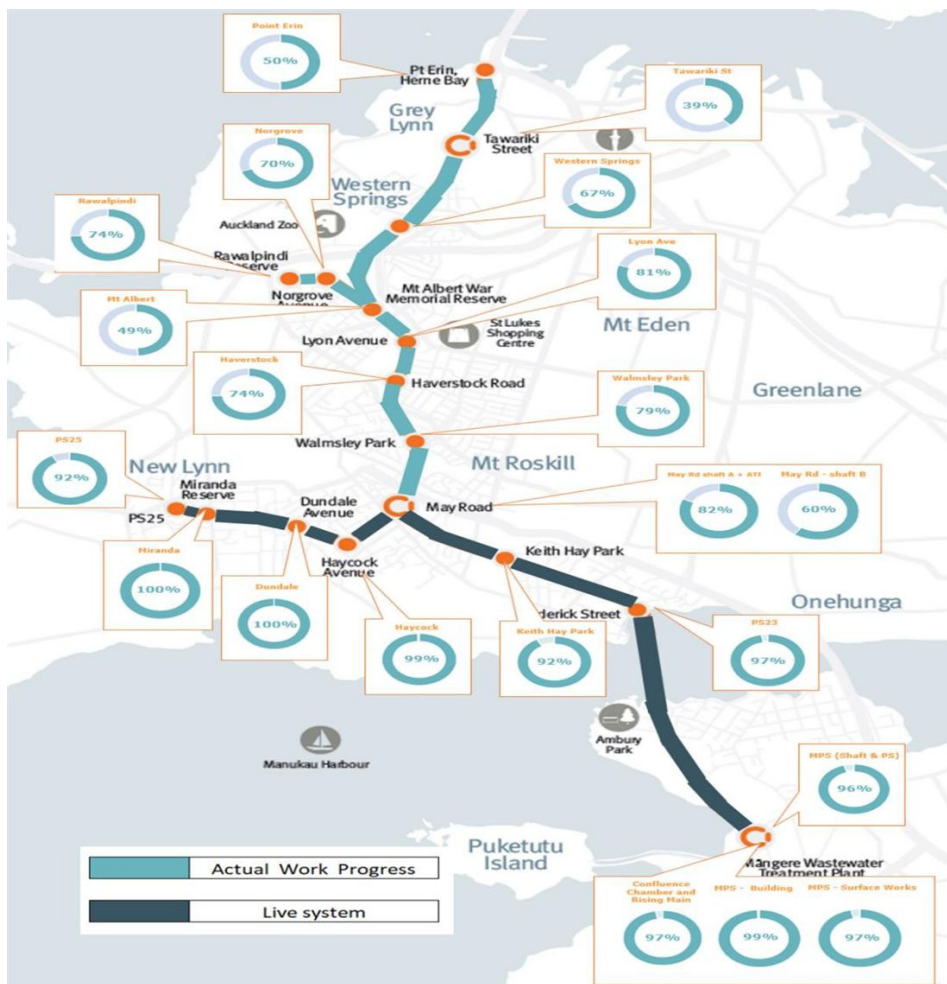 Point Erin
50%
Pt Erin,
Herne Bay
Tawariki St
39%
Grey
Lynn
Tawariki
Street
Norgrove
70%
Western Springs
67%
Western
Springs
Rawalpindi
74%
Auckland Zoo
Lyon Ave
81%
Rawalpindi
Reserve
Norgrove
Avenue
Mt Albert War
Memorial Reserve
Mt Albert
49%
Lyon Avenue
St Lukes
Shopping
Centre
Mt Eden
Haverstock
74%
Haverstock Road
Walmsley Park
79%
Greenlane
Walmsley Park
PS25
92%
New Lynn
Miranda
Reserve
Mt Roskill
May Rd shaft A + ATI
82%
May Rd - shaft B
60%
Dundale
Avenue
May Road
PS25
Haycock
Avenue
Keith Hay Park
Miranda
100%
Dundale
100%
derick Street
Onehunga
Haycock
99%
Keith Hay Park
92%
PS23
97%
Ambury
Park
Manukau Harbour
MPS (Shaft & PS)
96%
Puketutu
Island
Māngere Wastewater
Treatment Plant
Actual Work Progress
Live system
Confluence
Chamber and
Rising Main
97%
MPS - Building
99%
MPS - Surface Works
97%